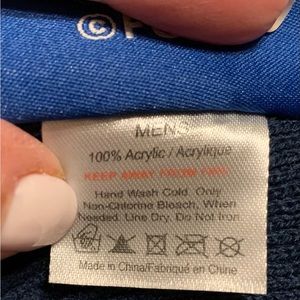 ©
MENS
100% Acrylic / Acrylique
KEEP AWAY FROM FIRE
Hand Wash Cold. Only
Non-Chlorine Bleach, When
Needed. Line Dry. Do Not Iron.
Made in China/Fabriqué en Chine